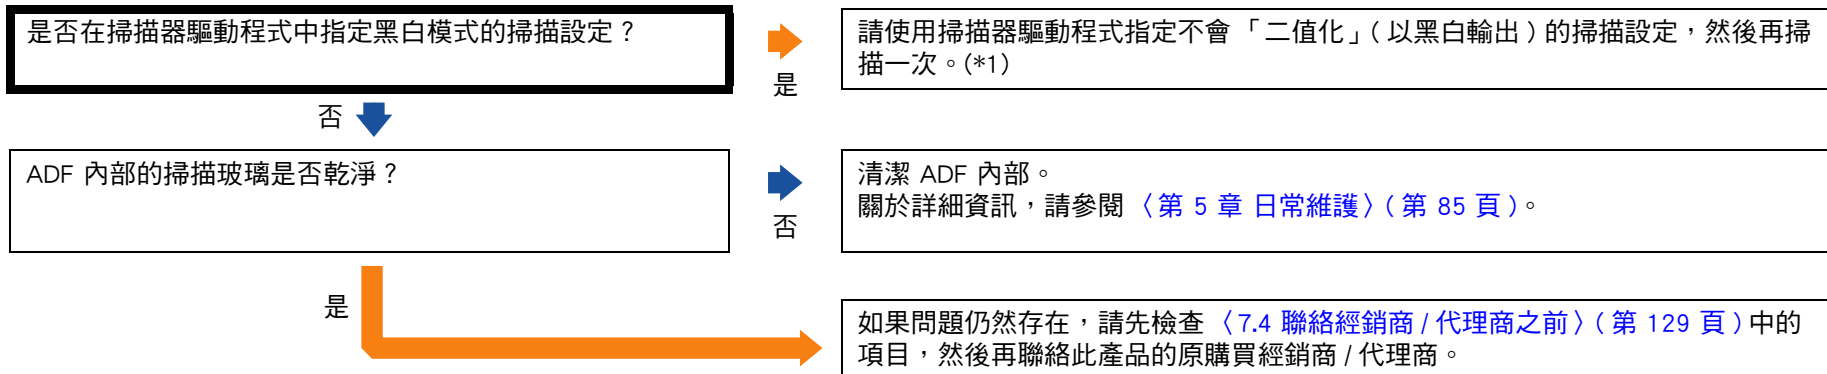 是否在掃描器驅動程式中指定黑白模式的掃描設定？
是
請使用掃描器驅動程式指定不會「二值化」( 以黑白輸出 ) 的掃描設定，然後再掃
描一次。(*1)
否
ADF 內部的掃描玻璃是否乾淨？
否
清潔 ADF 內部。
關於詳細資訊，請參閱〈第 5 章 日常維護〉( 第 85 頁 )。
是
如果問題仍然存在，請先檢查〈7.4 聯絡經銷商 / 代理商之前〉( 第 129 頁 ) 中的
項目，然後再聯絡此產品的原購買經銷商 / 代理商。